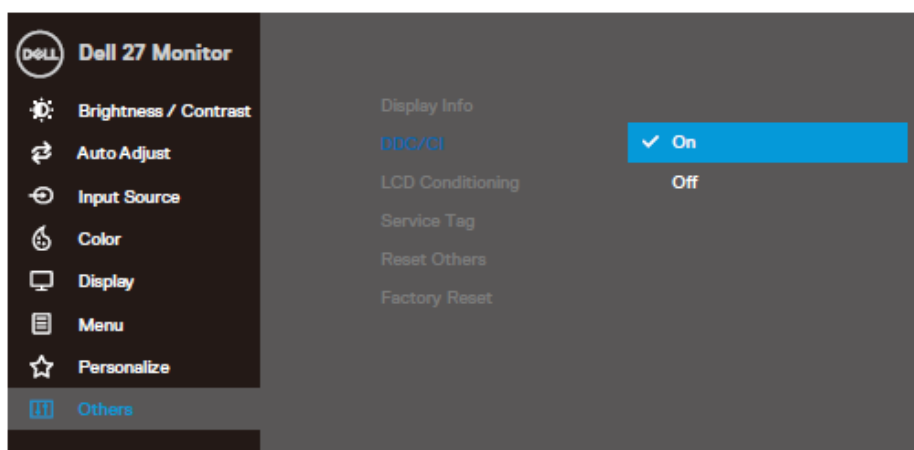 DELL Dell 27 Monitor
Brightness / Contrast
Auto Adjust
Input Source
Color
Display
Menu
Personalize
Others
Display Info
DDC/CI
LCD Conditioning
Service Tag
Reset Others
Factory Reset
On
Off